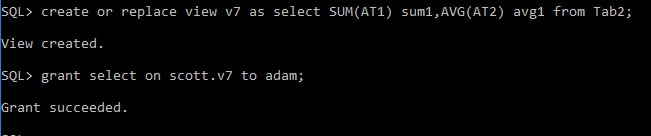 SQL> create or replace view v7 as select SUM(AT1) sum1,AVG(AT2) avg1 from Tab2;
View created.
SQL> grant select on scott.v7 to adam;
Grant succeeded.